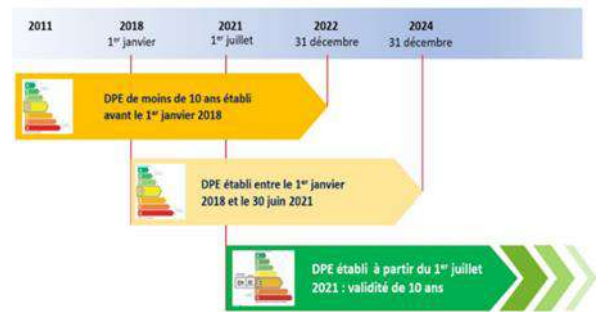 2011
2018
1er janvier
2021
1er juillet
2022
31 décembre
2024
31 décembre
DPE de moins de 10 ans établi
avant le 1er janvier 2018
DPE établi entre le 1er janvier
2018 et le 30 juin 2021
DPE établi à partir du 1er juillet
2021 : validité de 10 ans